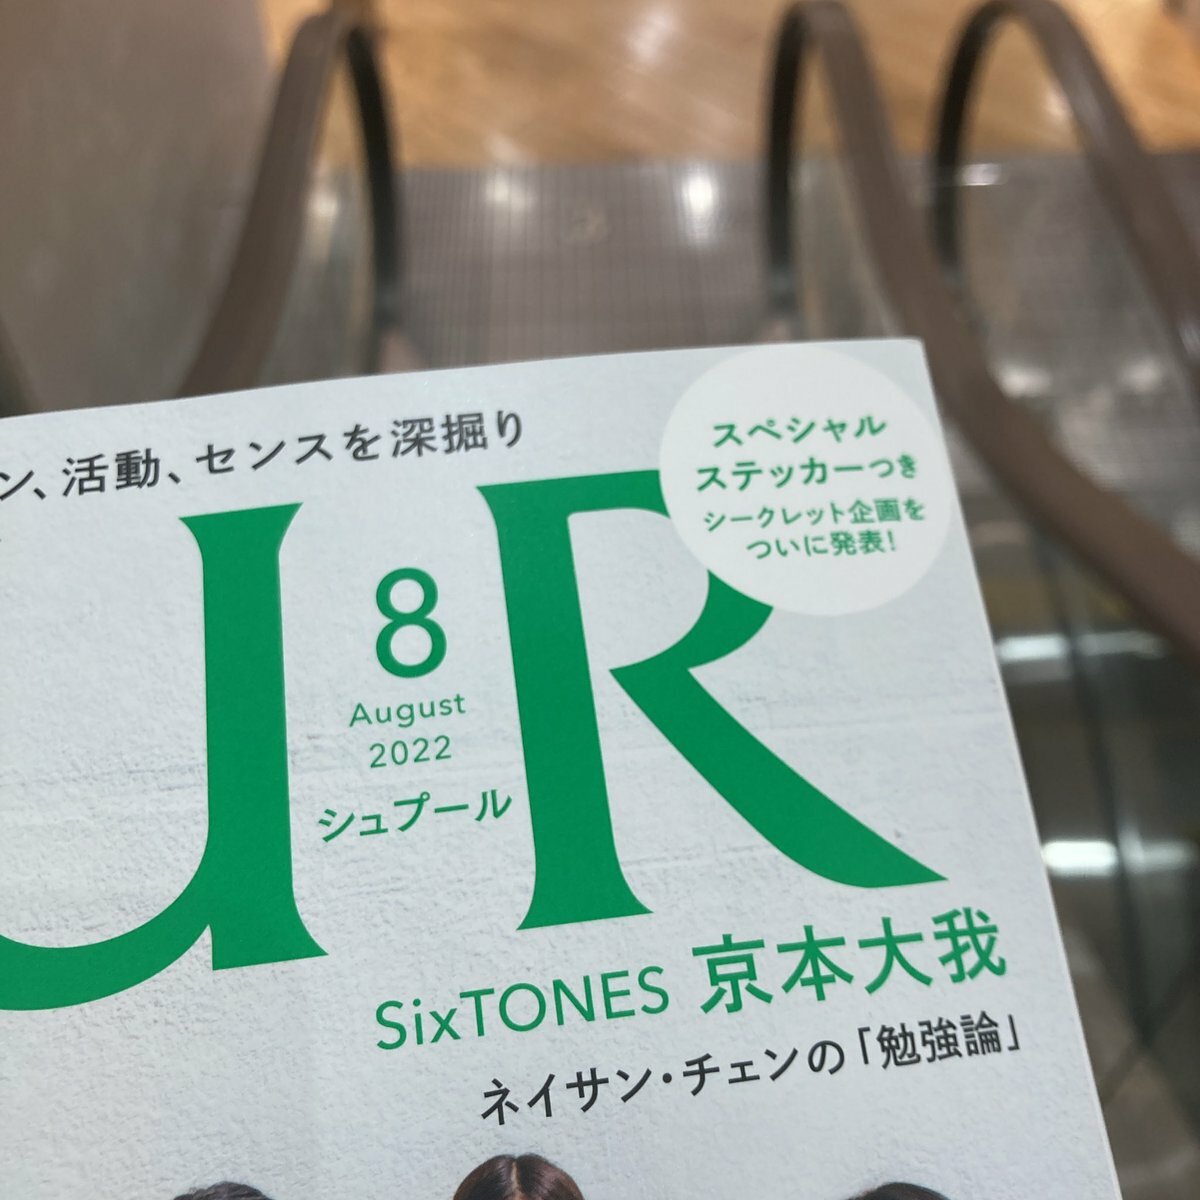 ン、活動、センスを深掘り
スペシャル
ステッカーつき
シークレット企画を
ついに発表!
UR
8
August
2022
シュプール
SixTONES 京本大我
ネイサン・チェンの「勉強論」